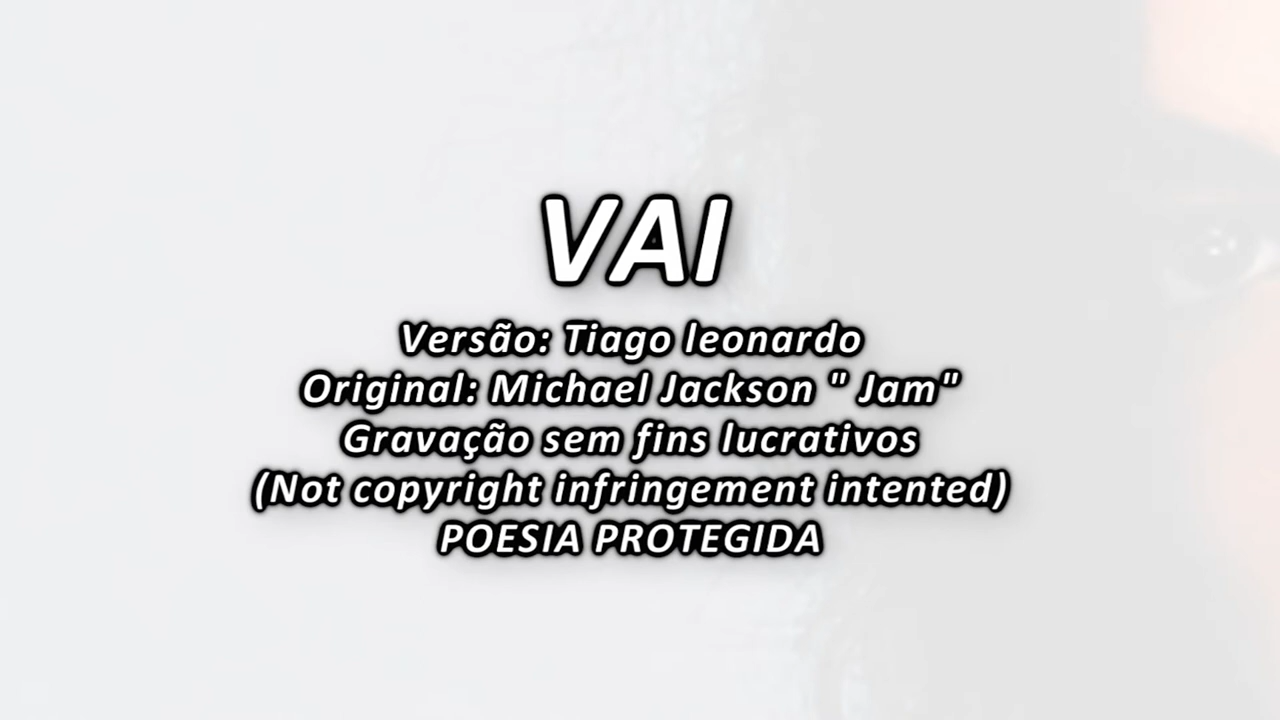 VAI
Versão: Tiago leonardo
Original: Michael Jackson " Jam"
Gravação sem fins lucrativos
(Not copyright infringement intented)
POESIA PROTEGIDA